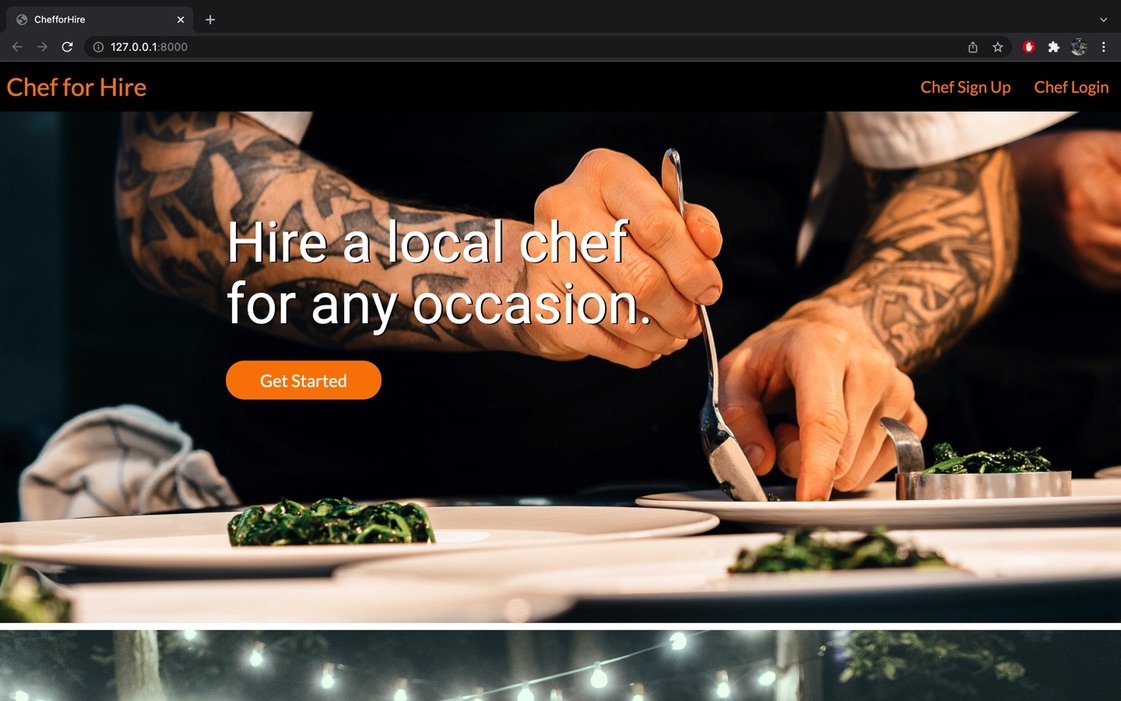 ChefforHire
127.0.0.1:8000
Chef for Hire
Chef Sign Up
Chef Login
Hire a local chef
for any occasion.
Get Started